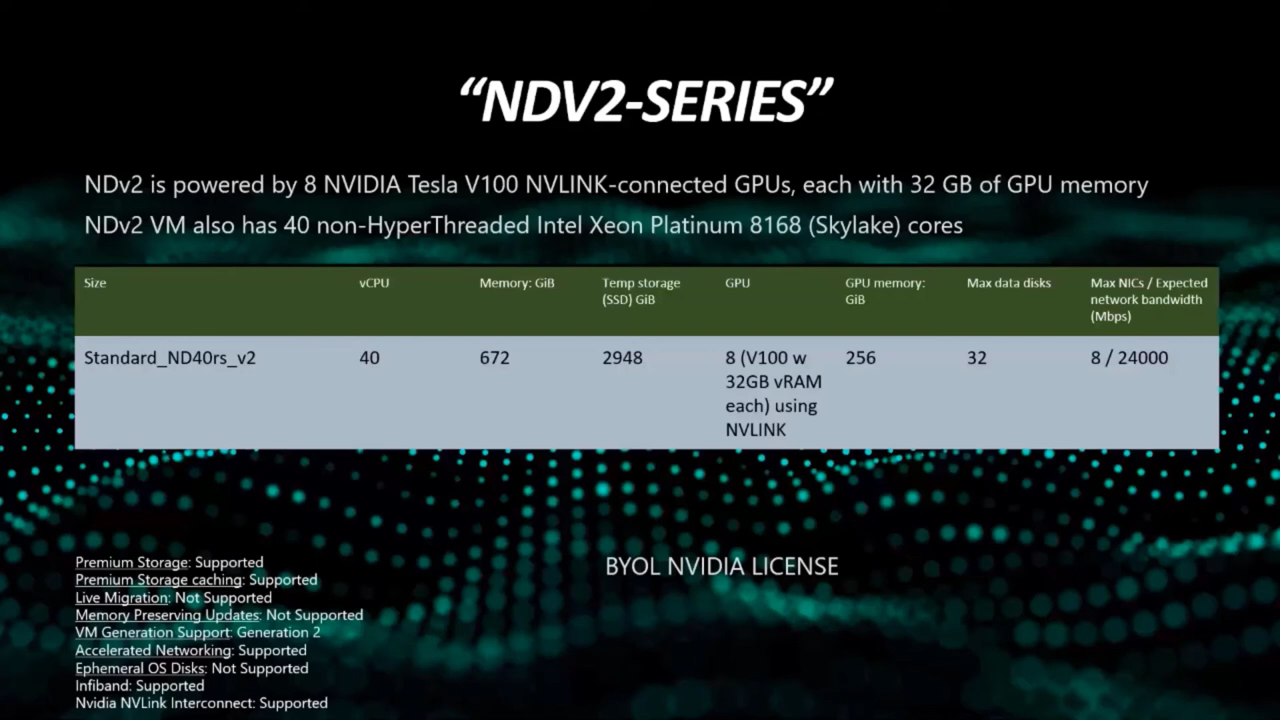 “NDV2-SERIES”
NDv2 is powered by 8 NVIDIA Tesla V100 NVLINK-connected GPUs, each with 32 GB of GPU memory
NDv2 VM also has 40 non-HyperThreaded Intel Xeon Platinum 8168 (Skylake) cores
Size vCPU Memory: GiB Temp storage (SSD) GiB GPU GPU memory: GiB Max data disks Max NICs / Expected network bandwidth (Mbps)
Standard_ND40rs_v2 40 672 2948 8 (V100 w 32GB vRAM each) using NVLINK 256 32 8 / 24000
Premium Storage: Supported
Premium Storage caching: Supported
Live Migration: Not Supported
Memory Preserving Updates: Not Supported
VM Generation Support: Generation 2
Accelerated Networking: Supported
Ephemeral OS Disks: Not Supported
Infiband: Supported
Nvidia NVLink Interconnect: Supported
BYOL NVIDIA LICENSE